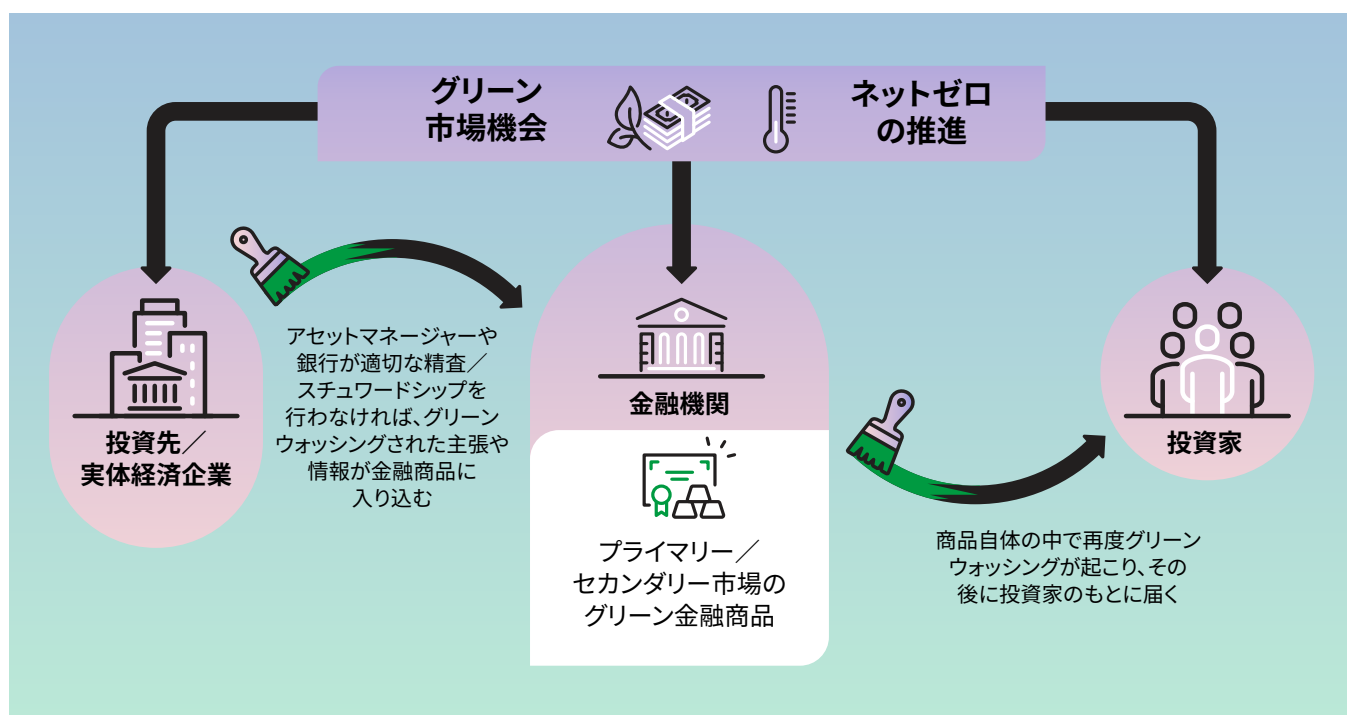 グリーン
市場機会
ネットゼロ
の推進
投資先／
実体経済企業
アセットマネージャーや
銀行が適切な精査／
スチュワードシップを
行わなければ、グリーン
ウォッシングされた主張や
情報が金融商品に
入り込む
金融機関
プライマリー／
セカンダリー市場の
グリーン金融商品
商品自体の中で再度グリーン
ウォッシングが起こり、その
後に投資家のもとに届く
投資家